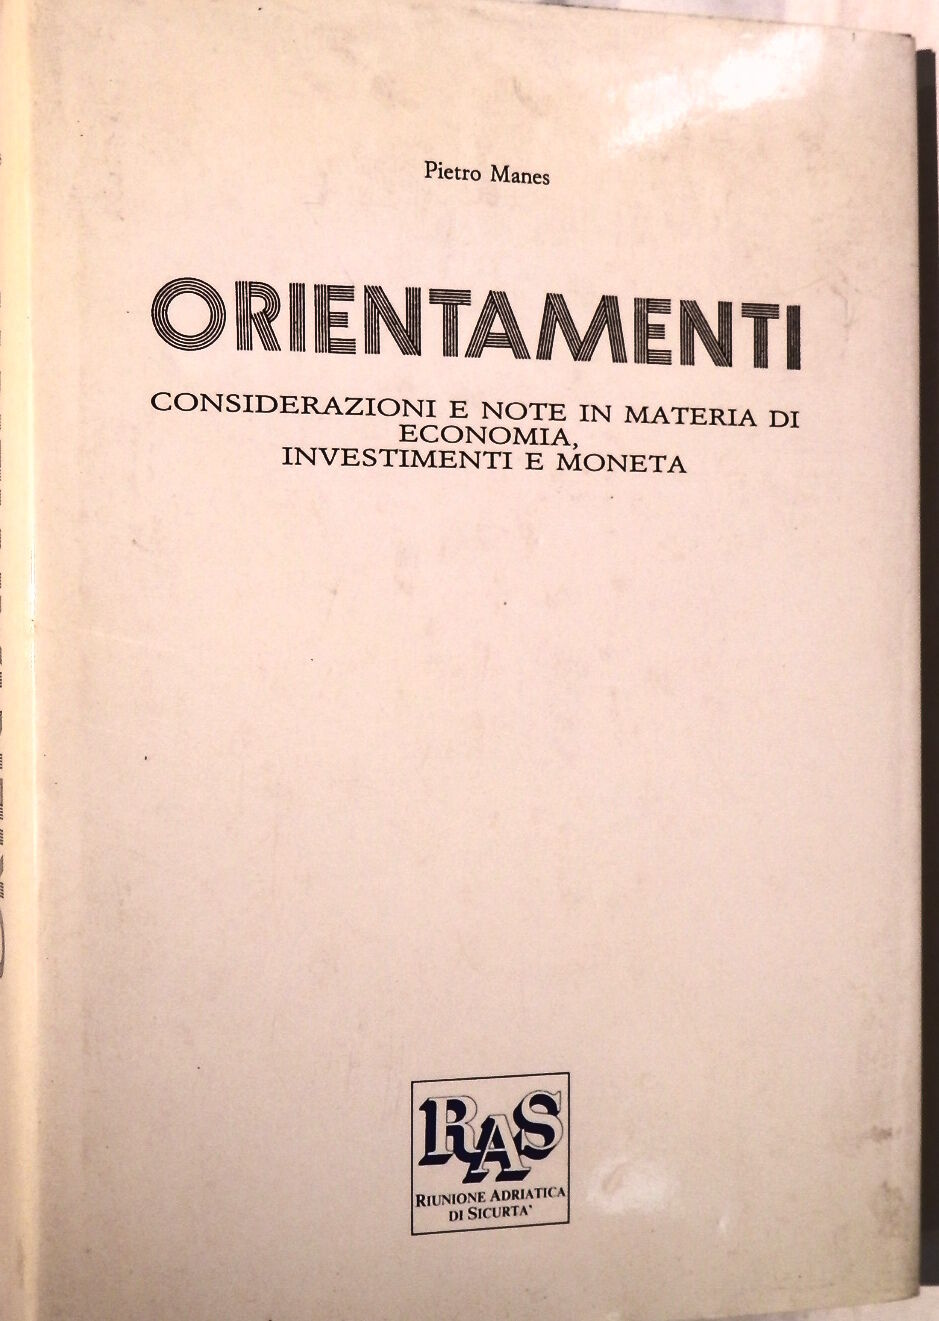 Pietro Manes
ORIENTAMENTI
CONSIDERAZIONI E NOTE IN MATERIA DI
ECONOMIA,
INVESTIMENTI E MONETA
RAS
RIUNIONE ADRIATICA
DI SICURTA'